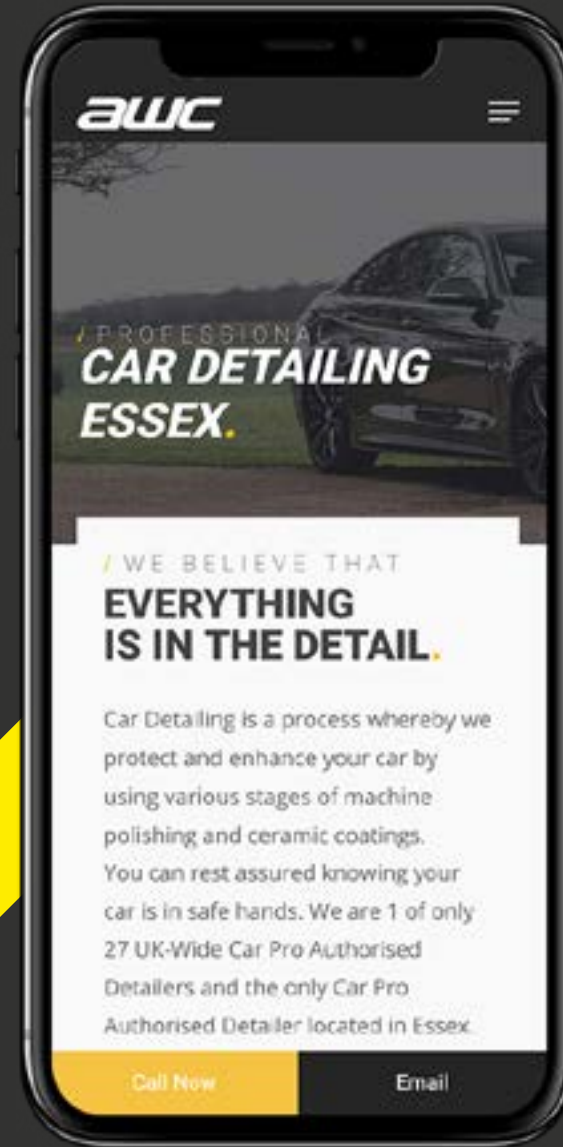 awc
/ PROFESSIONAL
CAR DETAILING
ESSEX.
/ WE BELIEVE THAT
EVERYTHING
IS IN THE DETAIL.
Car Detailing is a process whereby we
protect and enhance your car by
using various stages of machine
polishing and ceramic coatings.
You can rest assured knowing your
car is in safe hands. We are 1 of only
27 UK-Wide Car Pro Authorised
Detailers and the only Car Pro
Authorised Detailer located in Essex.
Call Now
Email